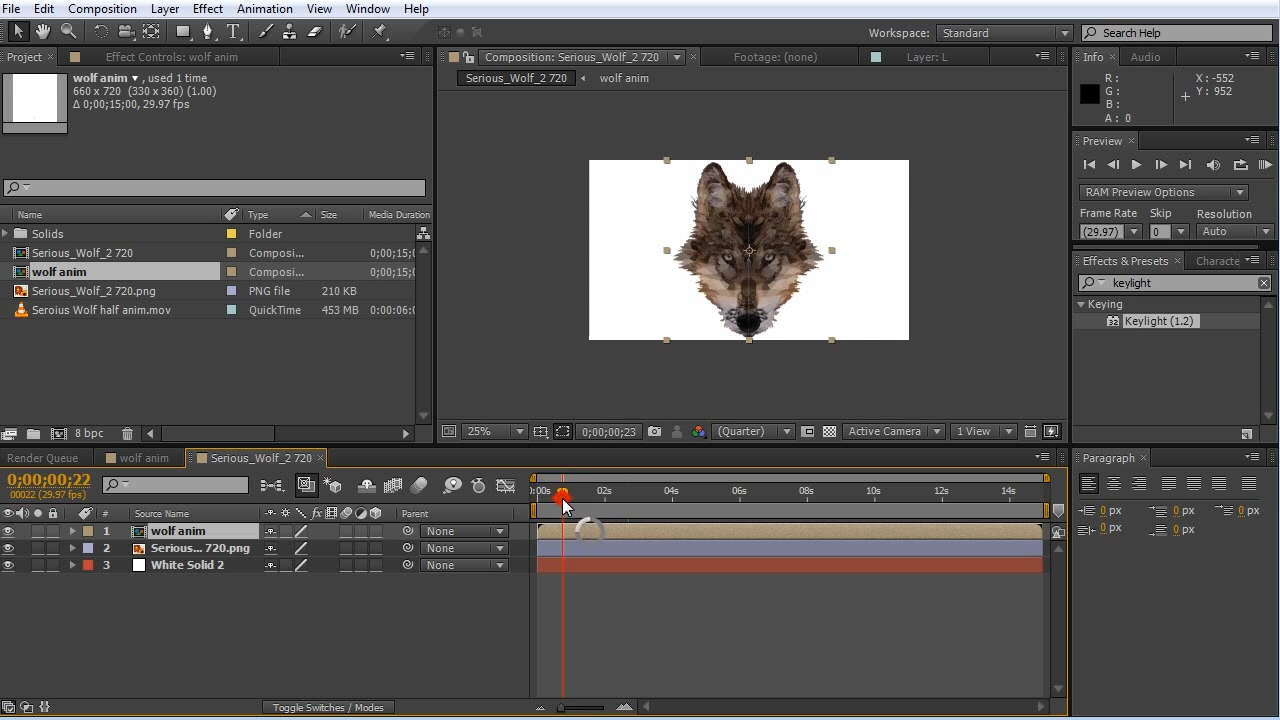 File Edit Composition Layer Effect Animation View Window Help
Workspace: Standard Search Help
Project Effect Controls: wolf anim
Composition: Serious_Wolf_2 720 Footage: (none) Layer: L
Info Audio
wolf anim , used 1 time
660 x 720 (330 x 360) (1.00)
Δ 0;00;15;00, 29.97 fps
Serious_Wolf_2 720 wolf anim
R : X : -552
G : Y : 952
B :
A : 0
Preview
RAM Preview Options
Frame Rate Skip Resolution
(29.97) 0 Auto
Name Type Size Media Duration
Solids Folder
Serious_Wolf_2 720 Composi... 0;00;15;0
wolf anim Composi... 0;00;15;0
Serious_Wolf_2 720.png PNG file 210 KB
Seroius Wolf half anim.mov QuickTime 453 MB 0:00:06:0
Effects & Presets Characte
keylight
Keying
32 Keylight (1.2)
8 bpc
25% 0;00;00;23 (Quarter) Active Camera 1 View
Render Queue wolf anim Serious_Wolf_2 720
Paragraph
0;00;00;22
00022 (29.97 fps)
:00s 02s 04s 06s 08s 10s 12s 14s
# Source Name fx Parent
1 wolf anim None
2 Serious... 720.png None
3 White Solid 2 None
0 px 0 px 0 px
0 px 0 px
Toggle Switches / Modes